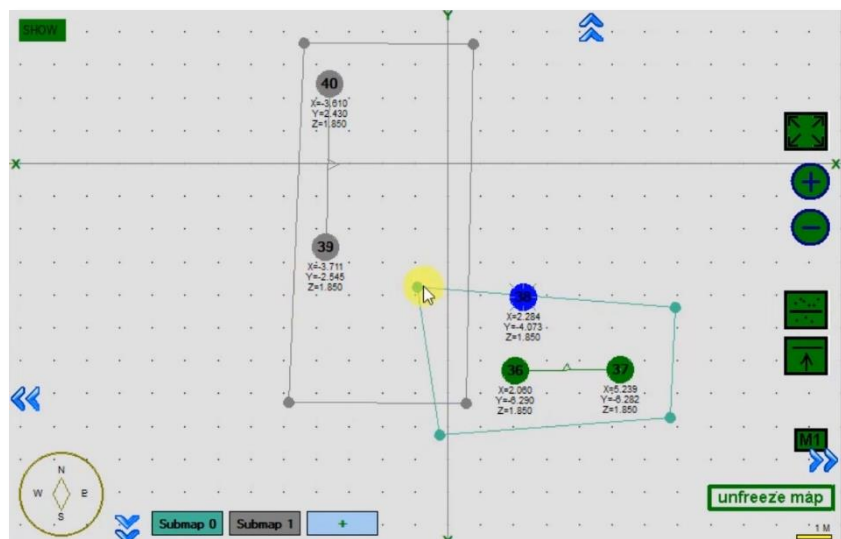 SHOW
Y
40
X=-3.610
Y=2.430
Z=1.850
X
X
39
X=-3.711
Y=-2.545
Z=1.850
38
X=2.284
Y=-4.073
Z=1.850
36
X=2.060
Y=-6.290
Z=1.850
37
X=5.239
Y=-6.282
Z=1.850
M1
N
W
E
S
unfreeze map
Submap 0
Submap 1
+
1 M
Y